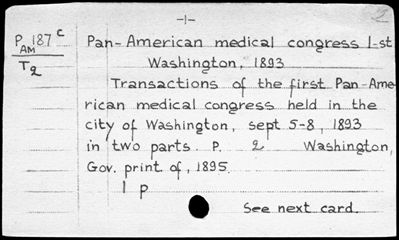 -1-
2
P 187 c
AM
T2
Pan-American medical congress 1-st
Washington, 1893
Transactions of the first Pan-Ame-
rican medical congress held in the
city of Washington, sept 5-8, 1893
in two parts. P. 2 Washington,
Gov. print. of, 1895.
1 p
See next card.